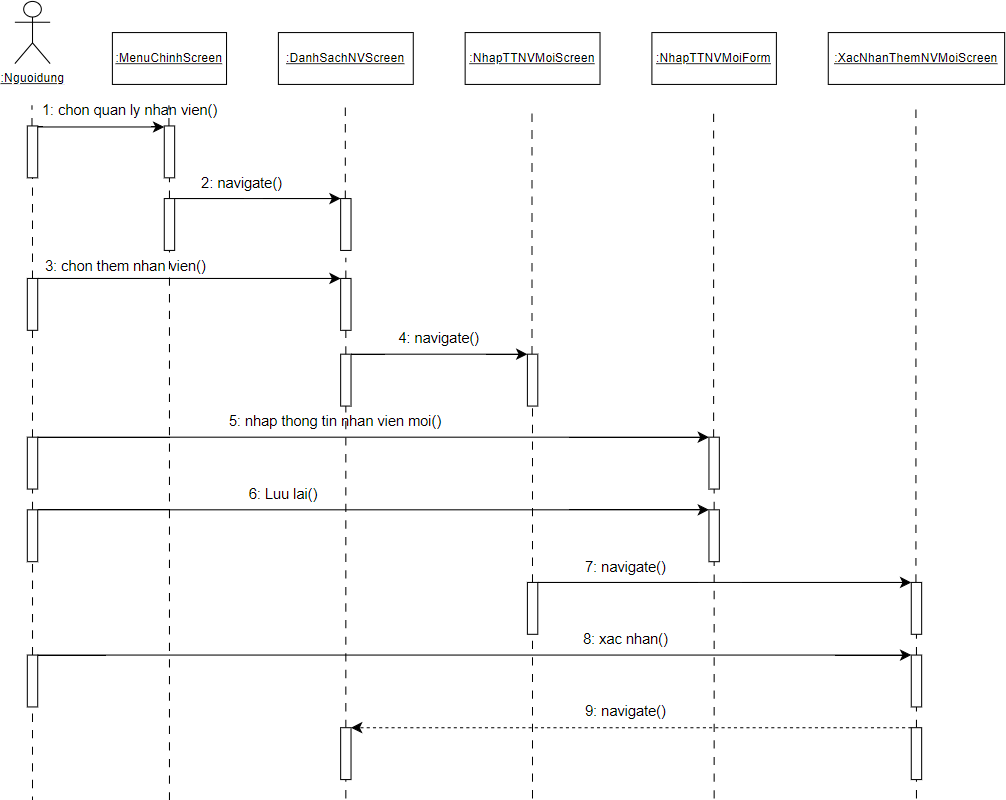 :MenuChinhScreen
:DanhSachNVScreen
:NhapTTNVMoiScreen
:NhapTTNVMoiForm
:XacNhanThemNVMoiScreen
:Nguoidung
1: chon quan ly nhan vien()
2: navigate()
3: chon them nhan vien()
4: navigate()
5: nhap thong tin nhan vien moi()
6: Luu lai()
7: navigate()
8: xac nhan()
9: navigate()